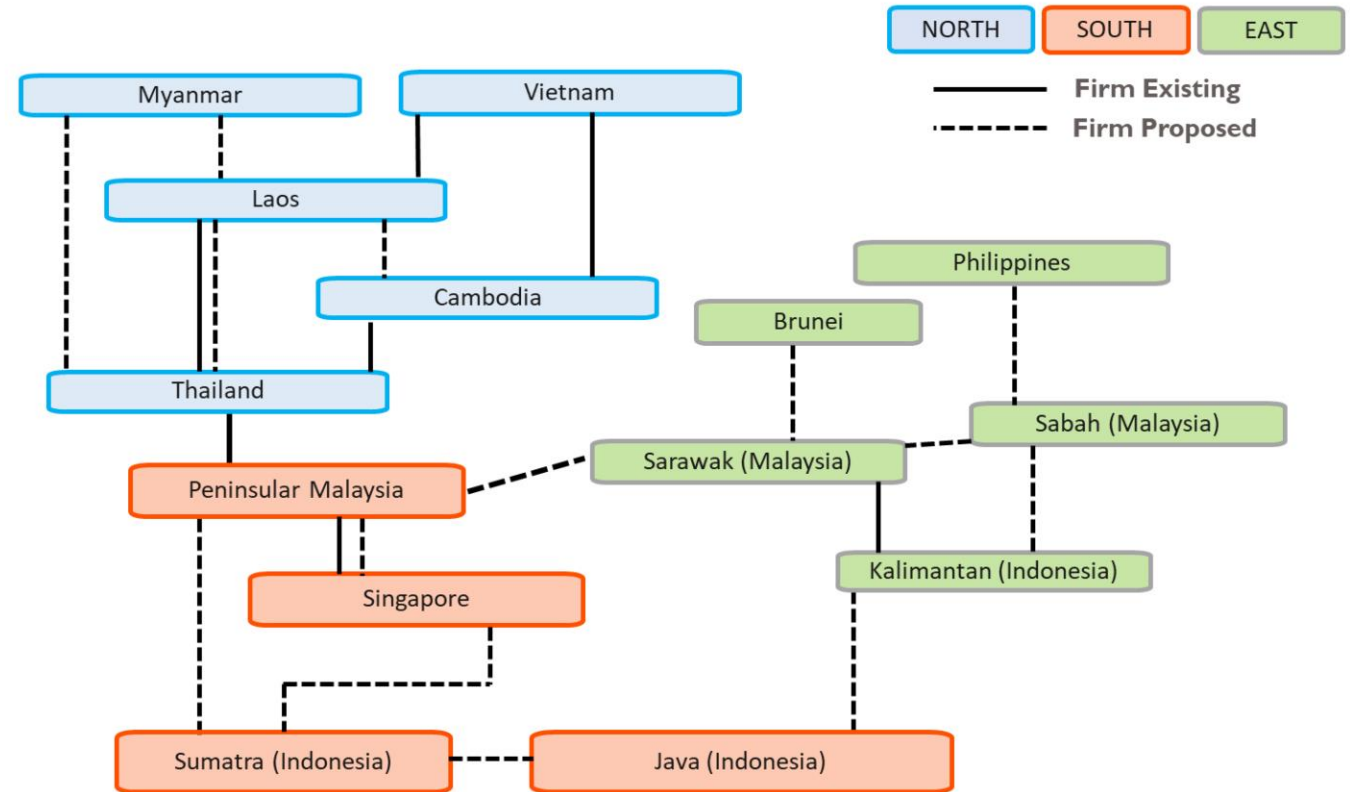 NORTH
SOUTH
EAST
Firm Existing
Firm Proposed
Myanmar
Vietnam
Laos
Cambodia
Thailand
Philippines
Brunei
Sabah (Malaysia)
Sarawak (Malaysia)
Peninsular Malaysia
Kalimantan (Indonesia)
Singapore
Sumatra (Indonesia)
Java (Indonesia)